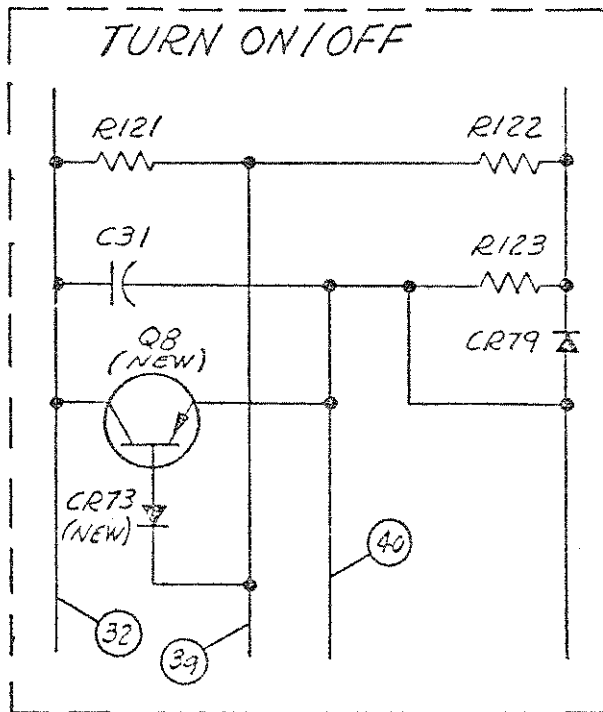 TURN ON/OFF
R121
R122
C31
R123
Q8
(NEW)
CR79
CR73
(NEW)
40
32
39